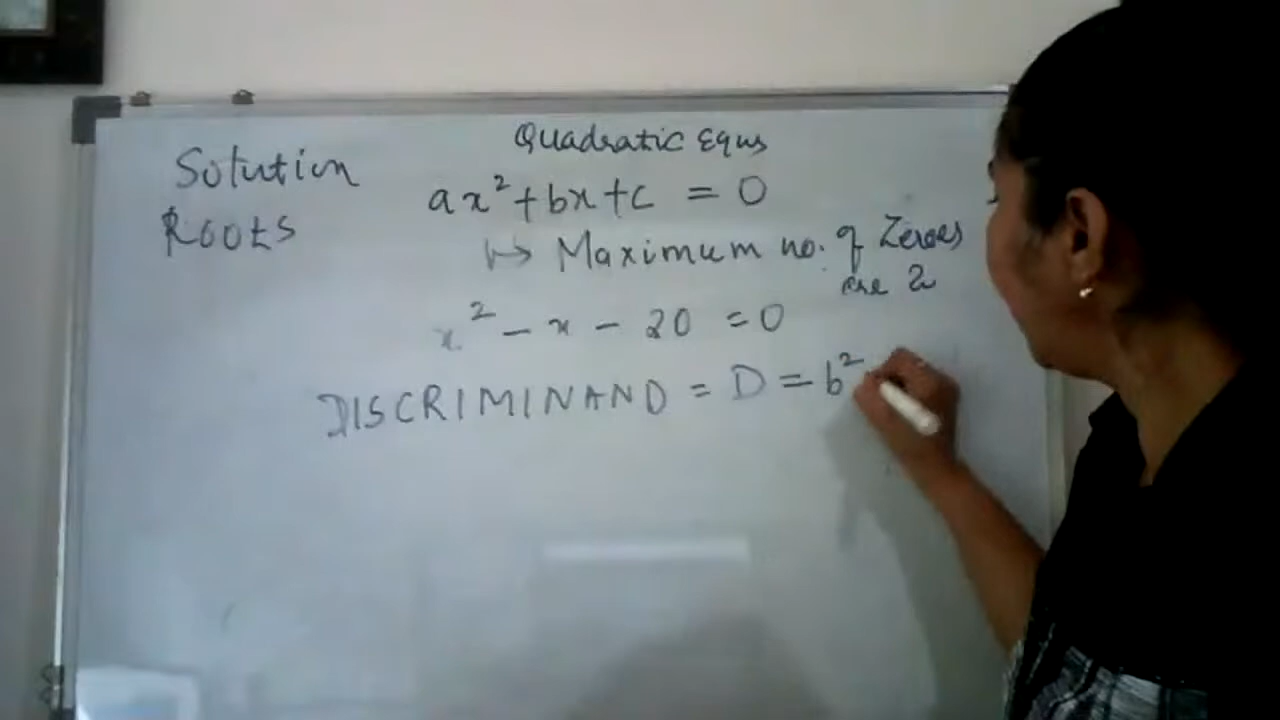 Quadratic Equs
Solution
Roots
ax² + bx + c = 0
↳ Maximum no. of Zeroes
are 2
x² - x - 20 = 0
DISCRIMINAND = D = b²